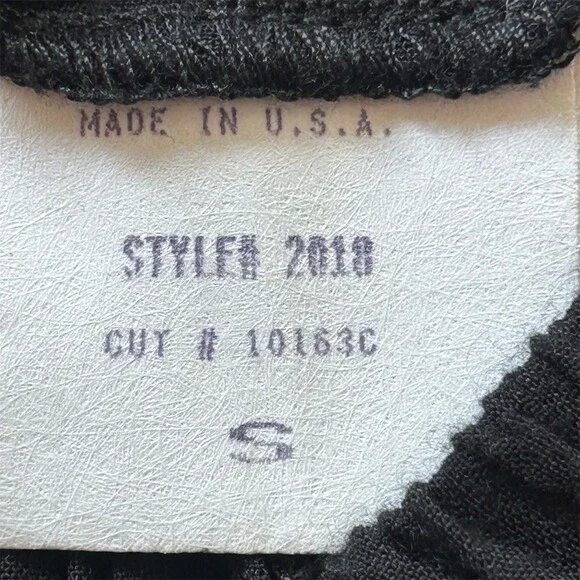 MADE IN U.S.A.
STYLE# 2018
CUT # 10163C
S